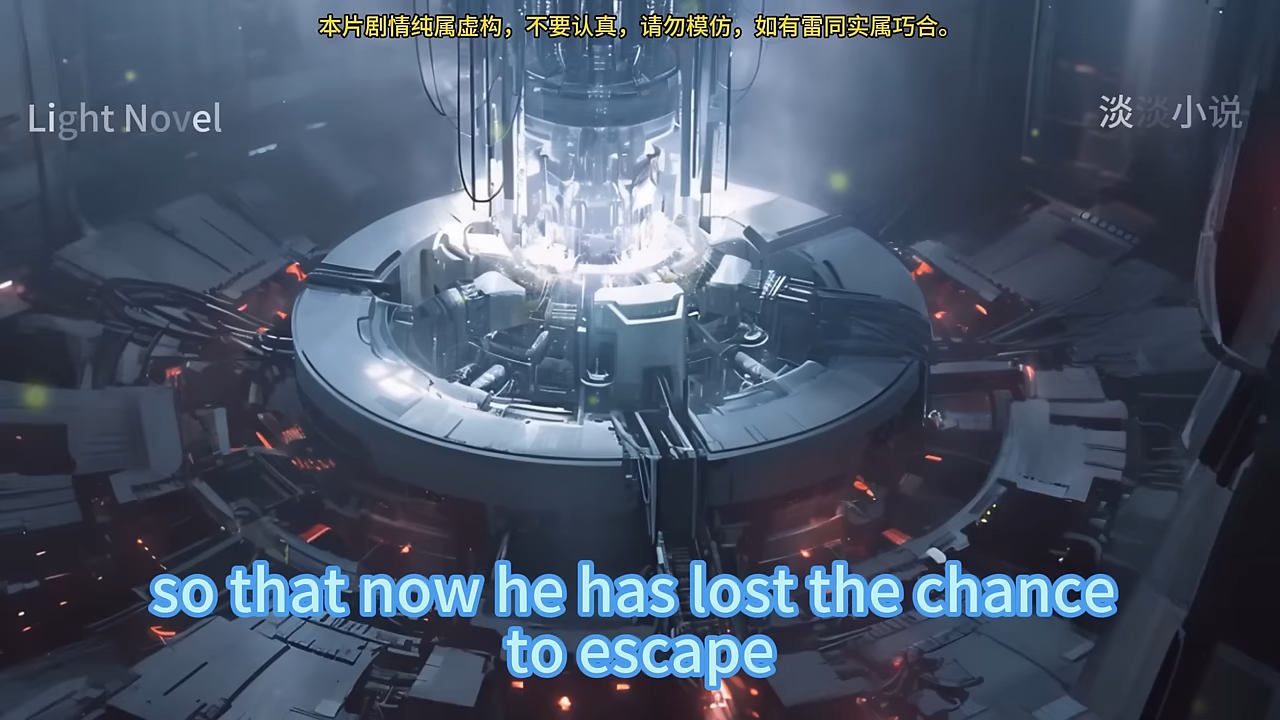 本片剧情纯属虚构，不要认真，请勿模仿，如有雷同实属巧合。
Light Novel
淡淡小说
so that now he has lost the chance
to escape